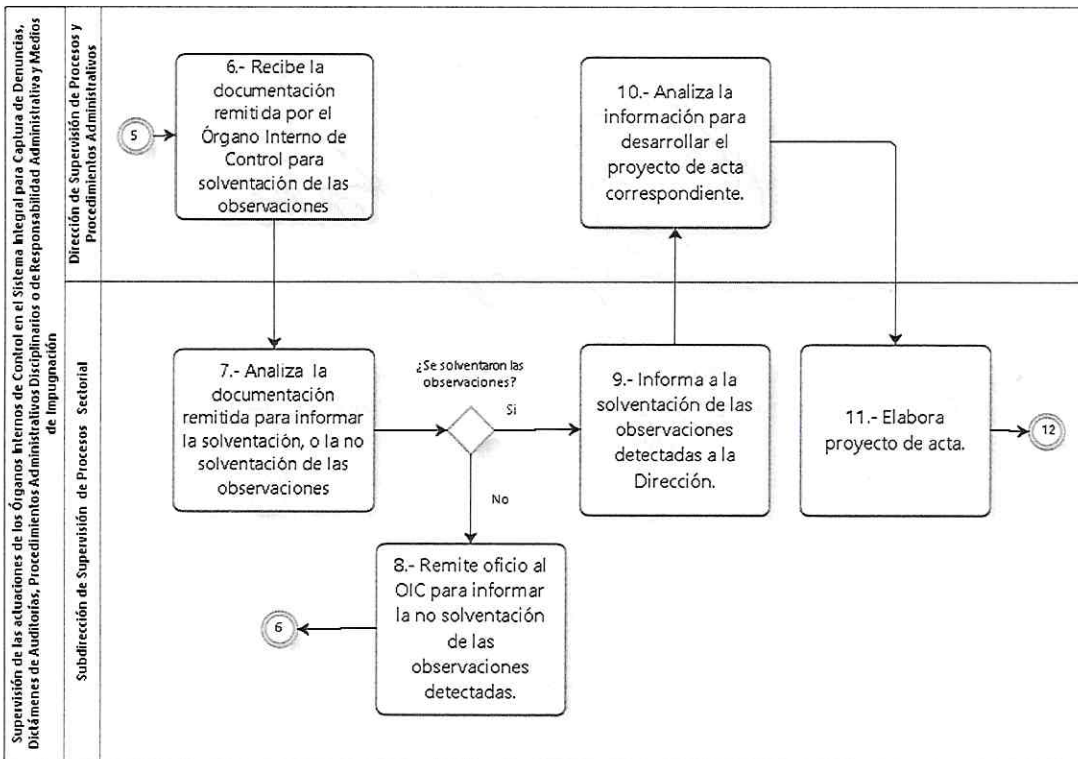 Supervisión de las actuaciones de los Órganos Internos de Control en el Sistema Integral para Captura de Denuncias,
Dictámenes de Auditorías, Procedimientos Administrativos Disciplinarios o de Responsabilidad Administrativa y Medios
de Impugnación
Dirección de Supervisión de Procesos y
Procedimientos Administrativos
5
6.- Recibe la
documentación
remitida por el
Órgano Interno de
Control para
solventación de las
observaciones
10.- Analiza la
información para
desarrollar el
proyecto de acta
correspondiente.
Subdirección de Supervisión de Procesos Sectorial
7.- Analiza la
documentación
remitida para informar
la solventación, o la no
solventación de las
observaciones
¿Se solventaron las
observaciones?
Si
No
9.- Informa a la
solventación de las
observaciones
detectadas a la
Dirección.
11.- Elabora
proyecto de acta.
12
8.- Remite oficio al
OIC para informar
la no solventación
de las
observaciones
detectadas.
6